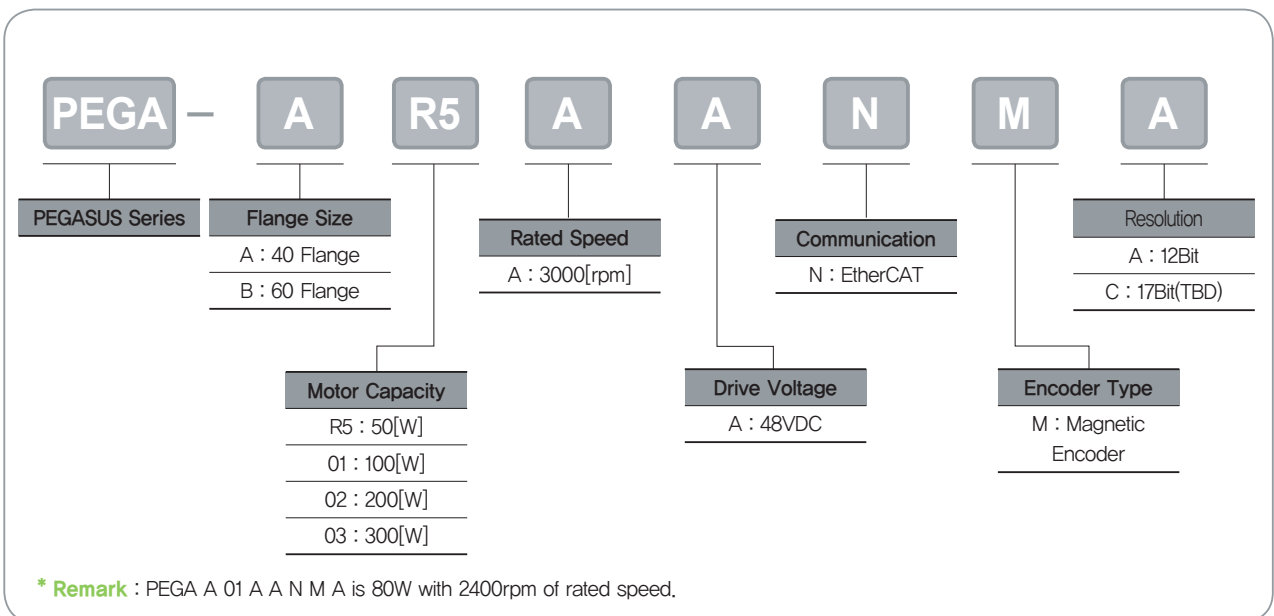 PEGA – A R5 A A N M A
PEGASUS Series
Flange Size
A : 40 Flange
B : 60 Flange
Motor Capacity
R5 : 50[W]
01 : 100[W]
02 : 200[W]
03 : 300[W]
Rated Speed
A : 3000[rpm]
Drive Voltage
A : 48VDC
Communication
N : EtherCAT
Encoder Type
M : Magnetic
Encoder
Resolution
A : 12Bit
C : 17Bit(TBD)
* Remark : PEGA A 01 A A N M A is 80W with 2400rpm of rated speed.